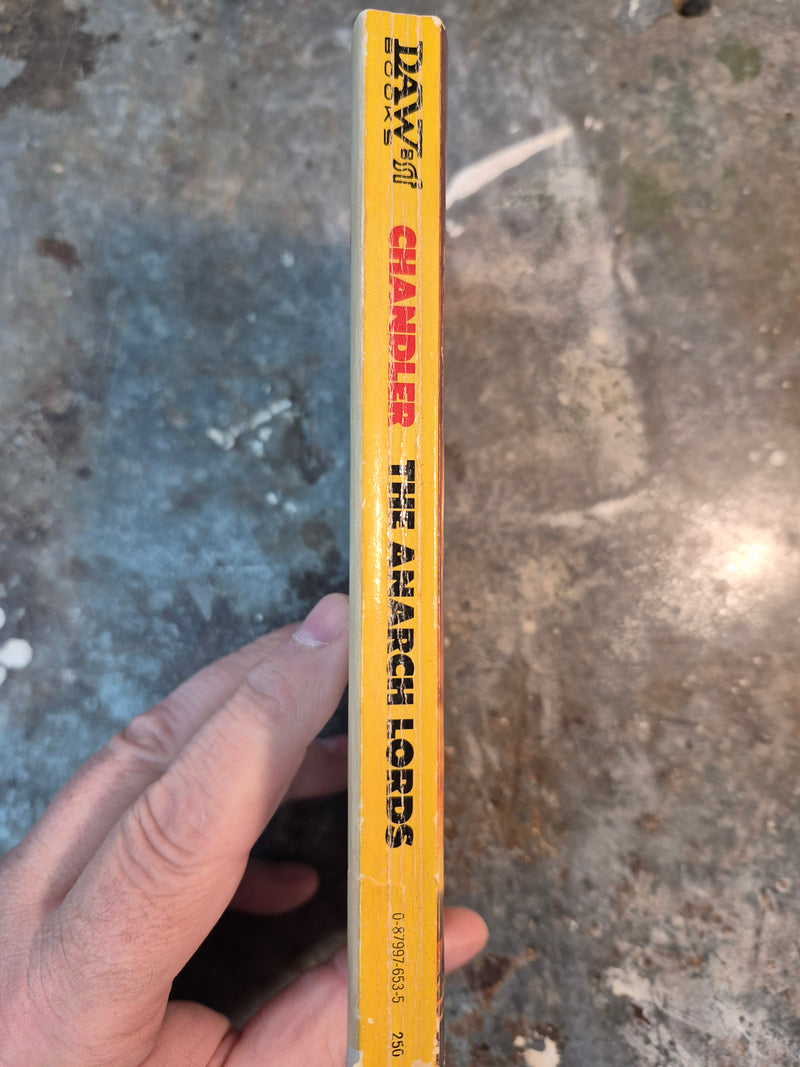 DAW
BOOKS
CHANDLER
THE ANARCH LORDS
0-87997-653-5
250